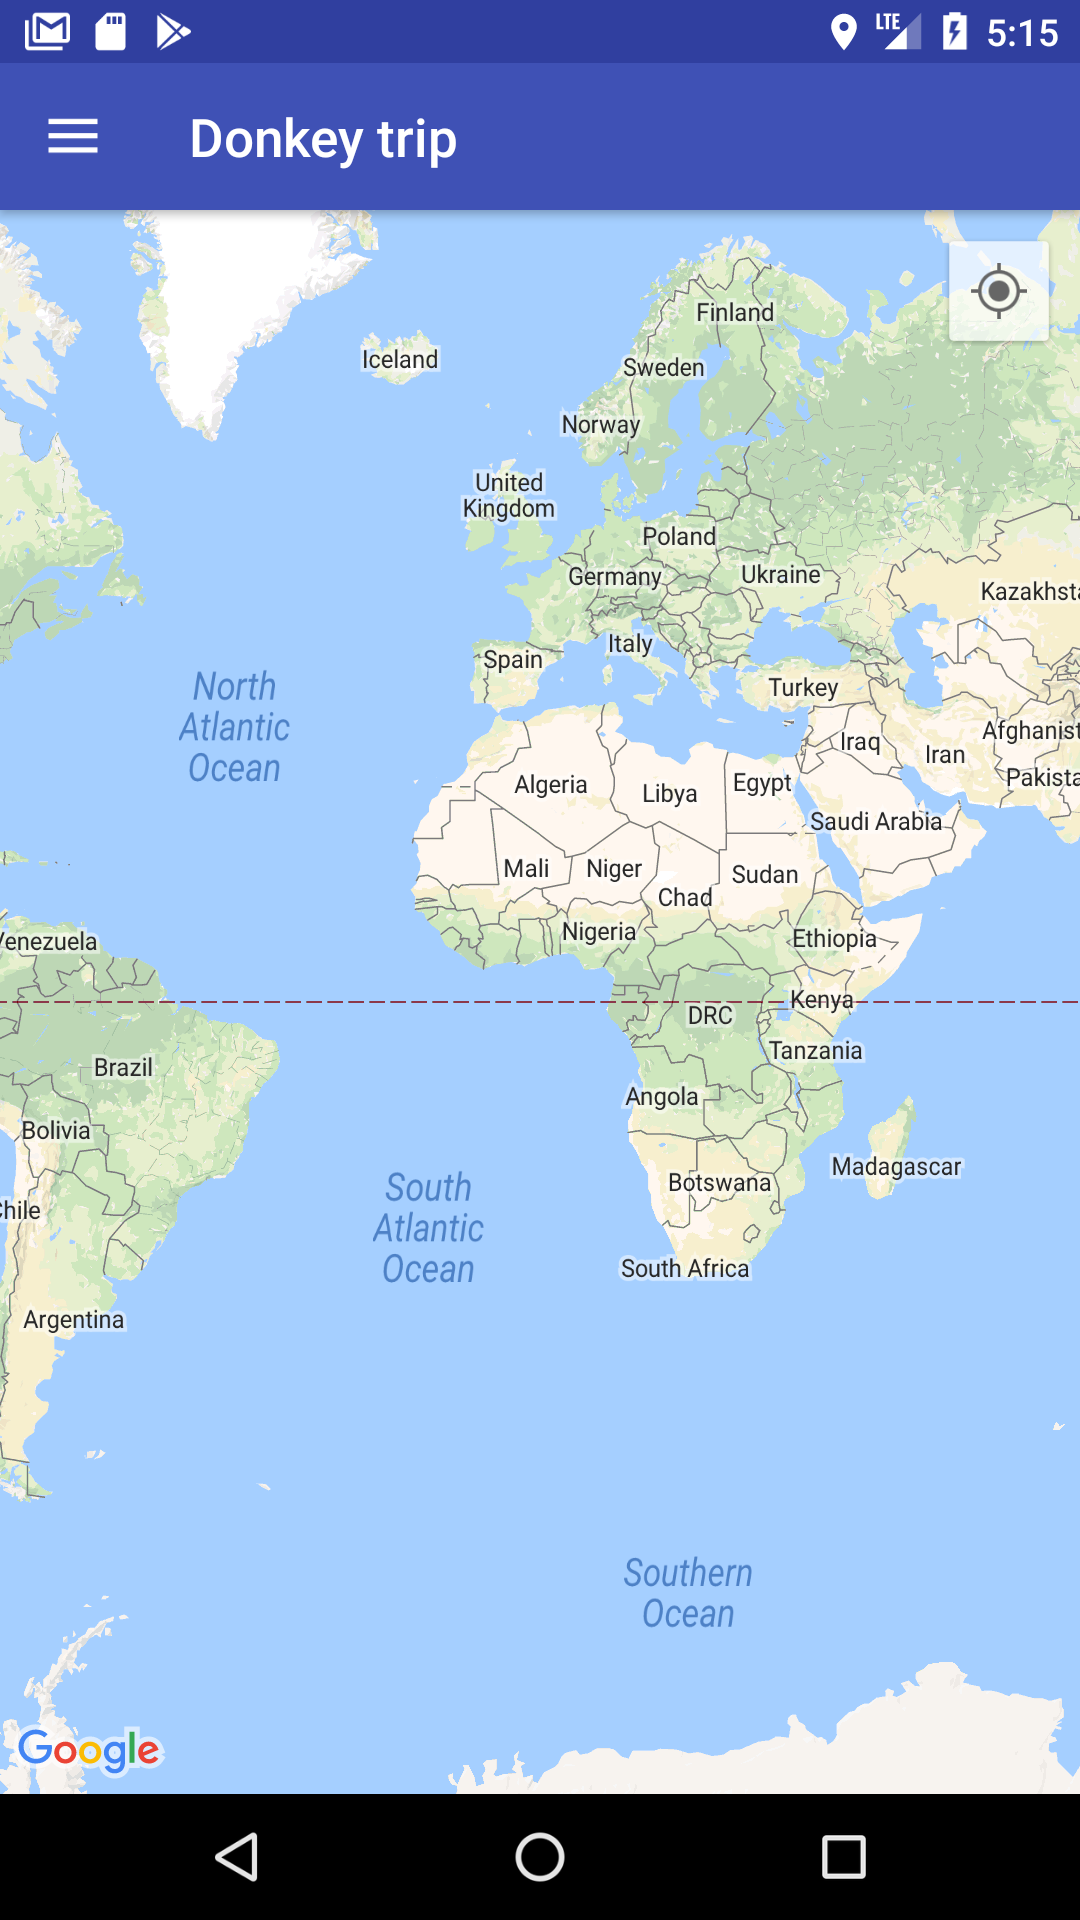 LTE 5:15
Donkey trip
Finland
Iceland
Sweden
Norway
United
Kingdom
Poland
Germany
Ukraine
Kazakhsta
Italy
Spain
North
Atlantic
Ocean
Turkey
Afghanist
Iraq
Iran
Pakista
Algeria
Libya
Egypt
Saudi Arabia
Mali
Niger
Sudan
Chad
Nigeria
Ethiopia
Venezuela
Kenya
DRC
Tanzania
Brazil
Angola
Bolivia
Madagascar
Botswana
South
Atlantic
Ocean
Chile
South Africa
Argentina
Southern
Ocean
Google